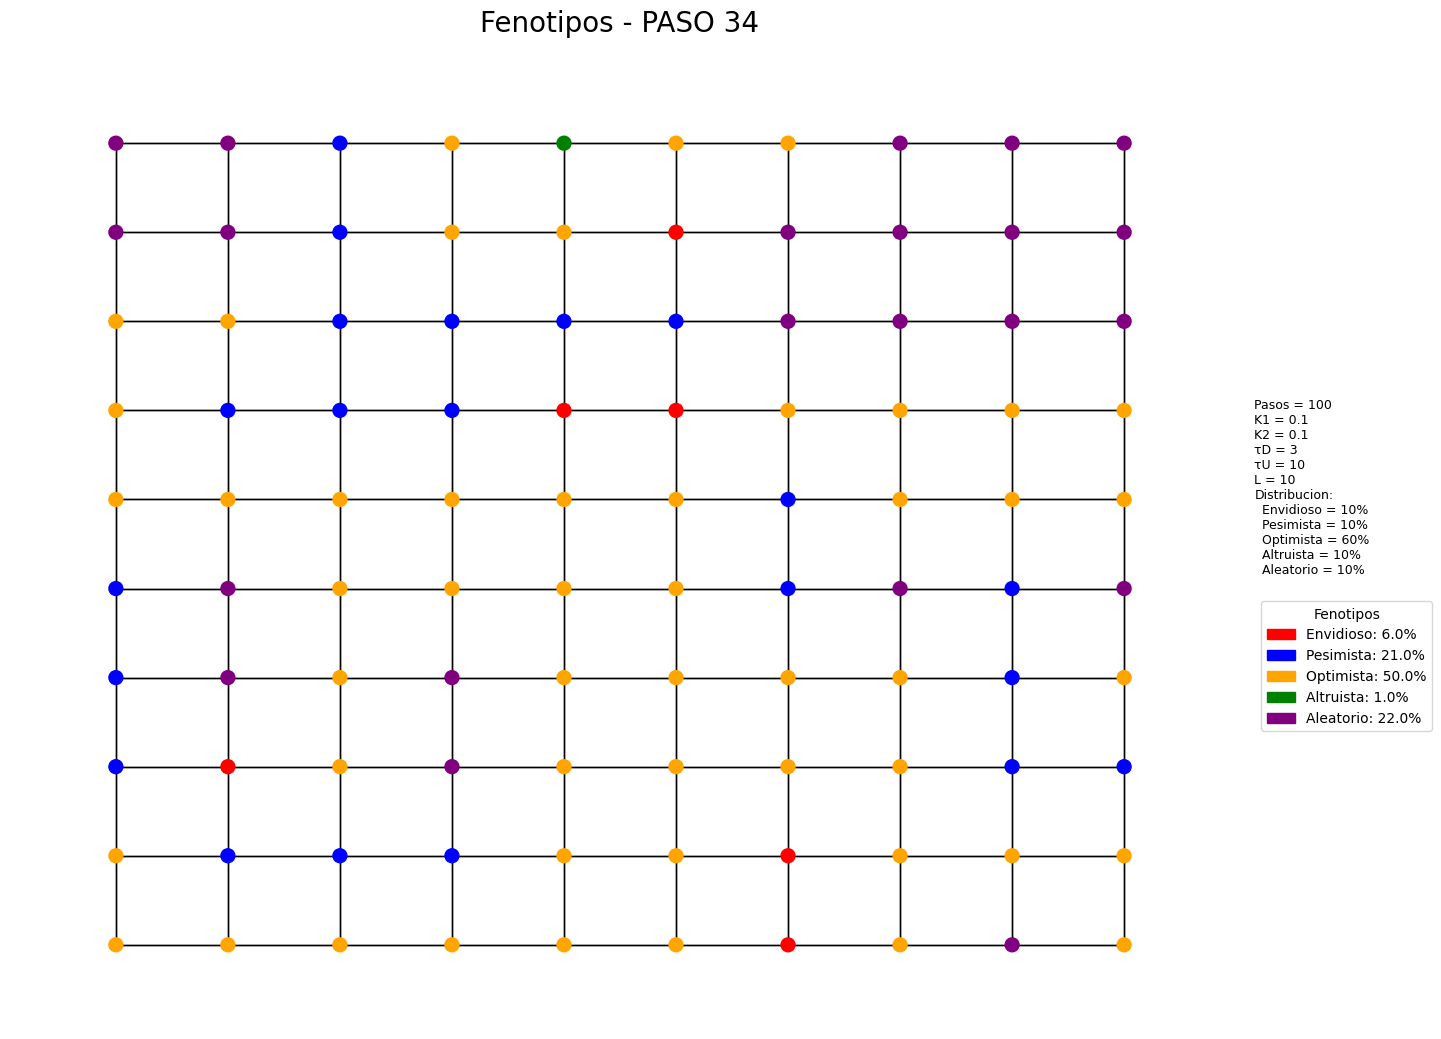 Fenotipos - PASO 34
Pasos = 100
K1 = 0.1
K2 = 0.1
τD = 3
τU = 10
L = 10
Distribucion:
Envidioso = 10%
Pesimista = 10%
Optimista = 60%
Altruista = 10%
Aleatorio = 10%
Fenotipos
Envidioso: 6.0%
Pesimista: 21.0%
Optimista: 50.0%
Altruista: 1.0%
Aleatorio: 22.0%